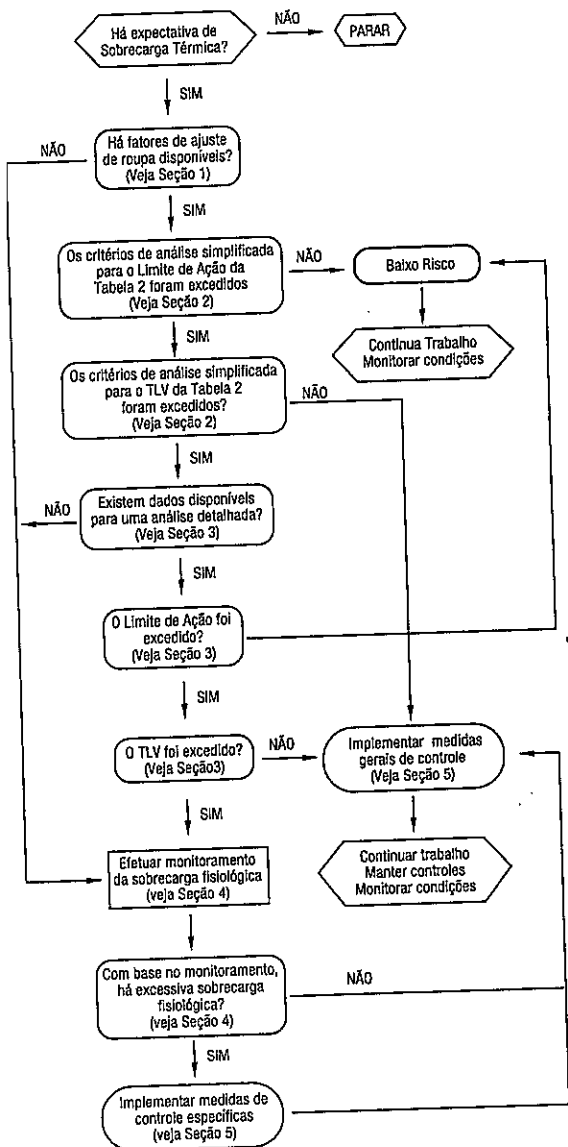 Há expectativa de
Sobrecarga Térmica?
NÃO
PARAR
SIM
NÃO
Há fatores de ajuste
de roupa disponíveis?
(Veja Seção 1)
SIM
Os critérios de análise simplificada
para o Limite de Ação da
Tabela 2 foram excedidos
(Veja Seção 2)
NÃO
Baixo Risco
Continua Trabalho
Monitorar condições
SIM
Os critérios de análise simplificada
para o TLV da Tabela 2
foram excedidos?
(Veja Seção 2)
NÃO
SIM
NÃO
Existem dados disponíveis
para uma análise detalhada?
(Veja Seção 3)
SIM
O Limite de Ação foi
excedido?
(Veja Seção 3)
SIM
O TLV foi excedido?
(Veja Seção3)
NÃO
Implementar medidas
gerais de controle
(Veja Seção 5)
SIM
Continuar trabalho
Manter controles
Monitorar condições
Efetuar monitoramento
da sobrecarga fisiológica
(veja Seção 4)
Com base no monitoramento,
há excessiva sobrecarga
fisiológica?
(veja Seção 4)
NÃO
SIM
Implementar medidas de
controle específicas
(veja Seção 5)